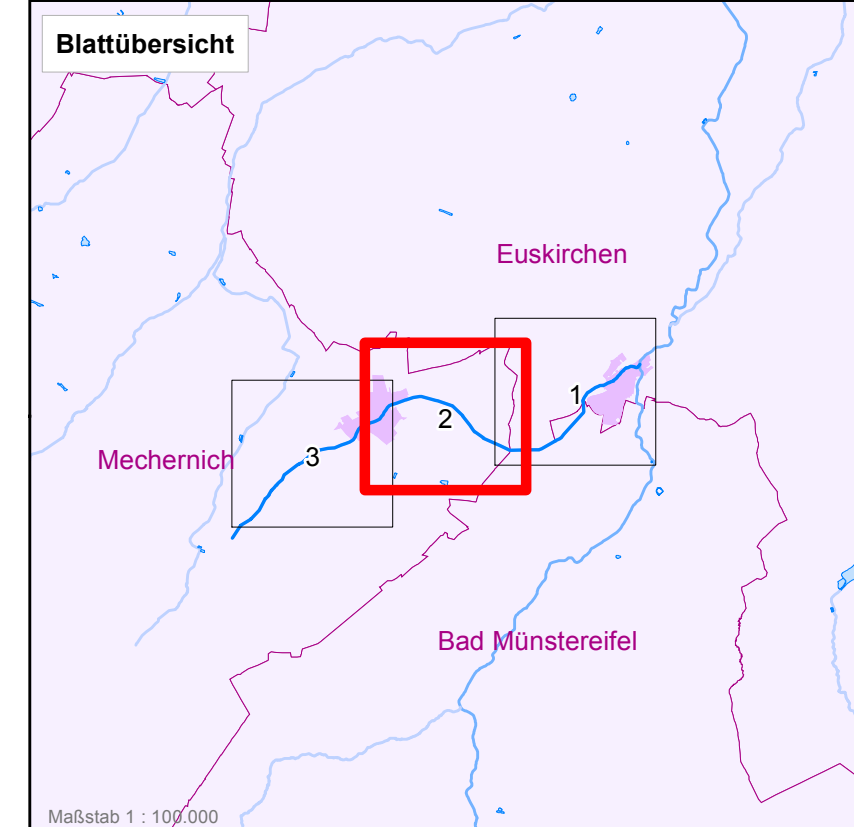 Blattübersicht
Euskirchen
1
2
3
Mechernich
Bad Münstereifel
Maßstab 1 : 100.000